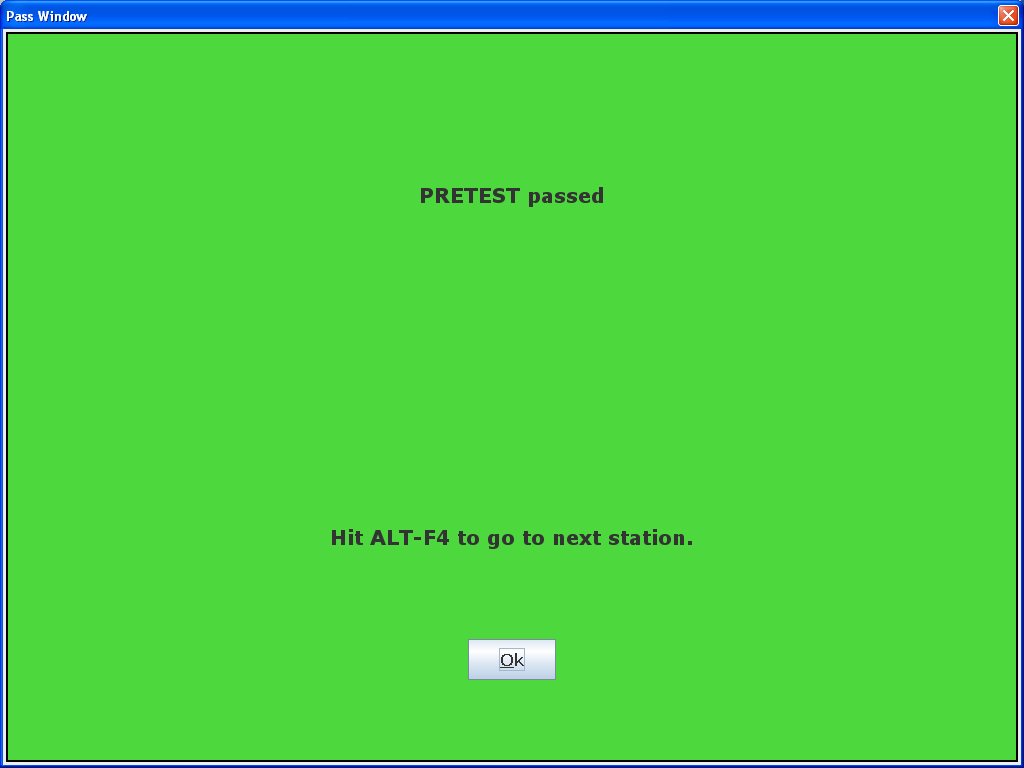 Pass Window
PRETEST passed
Hit ALT-F4 to go to next station.
Ok